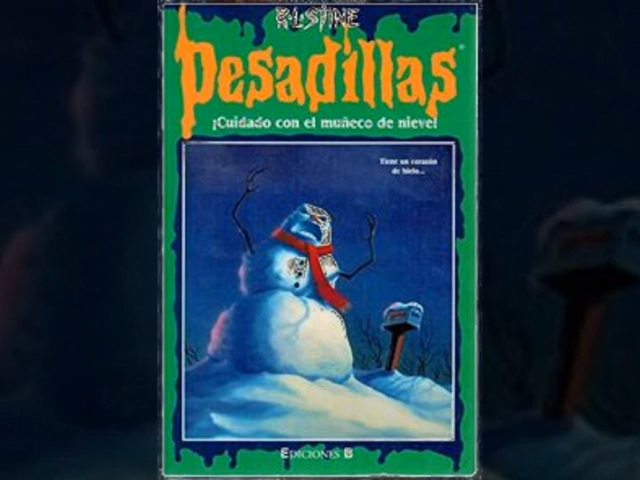 R.L. STINE
Pesadillas
¡Cuidado con el muñeco de nieve!
Tiene un corazón
de hielo...
EDICIONES B